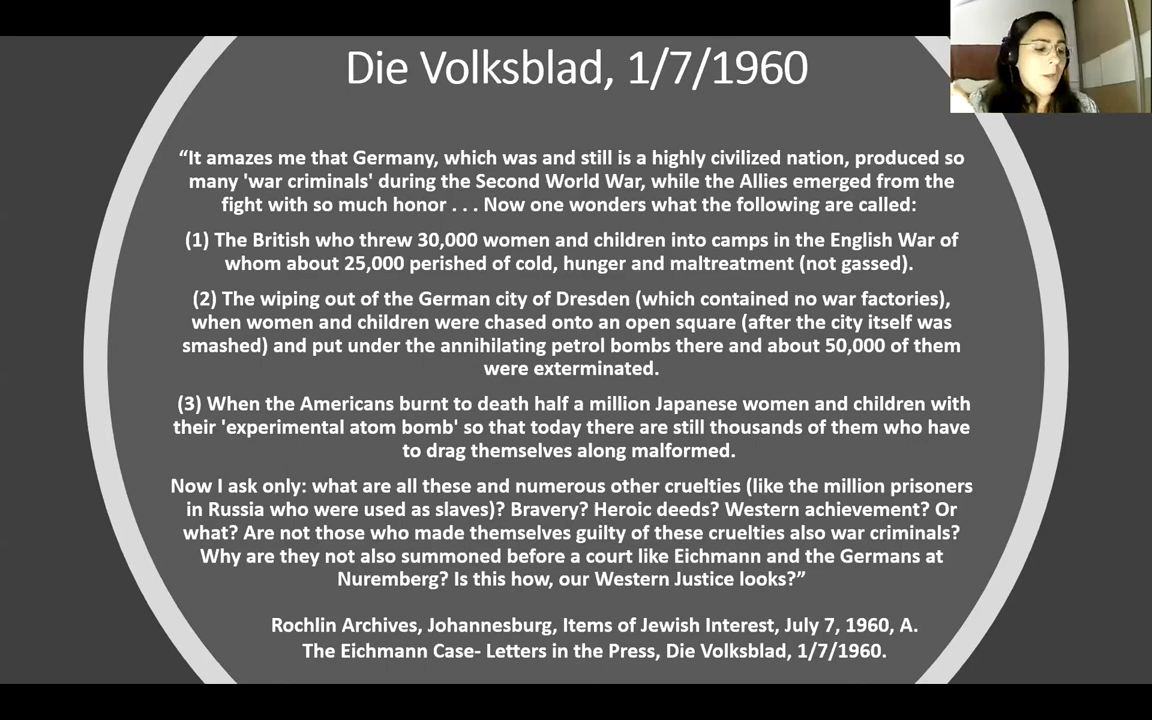 Die Volksblad, 1/7/1960
“It amazes me that Germany, which was and still is a highly civilized nation, produced so
many 'war criminals' during the Second World War, while the Allies emerged from the
fight with so much honor . . . Now one wonders what the following are called:
(1) The British who threw 30,000 women and children into camps in the English War of
whom about 25,000 perished of cold, hunger and maltreatment (not gassed).
(2) The wiping out of the German city of Dresden (which contained no war factories),
when women and children were chased onto an open square (after the city itself was
smashed) and put under the annihilating petrol bombs there and about 50,000 of them
were exterminated.
(3) When the Americans burnt to death half a million Japanese women and children with
their 'experimental atom bomb' so that today there are still thousands of them who have
to drag themselves along malformed.
Now I ask only: what are all these and numerous other cruelties (like the million prisoners
in Russia who were used as slaves)? Bravery? Heroic deeds? Western achievement? Or
what? Are not those who made themselves guilty of these cruelties also war criminals?
Why are they not also summoned before a court like Eichmann and the Germans at
Nuremberg? Is this how, our Western Justice looks?”
Rochlin Archives, Johannesburg, Items of Jewish Interest, July 7, 1960, A.
The Eichmann Case- Letters in the Press, Die Volksblad, 1/7/1960.